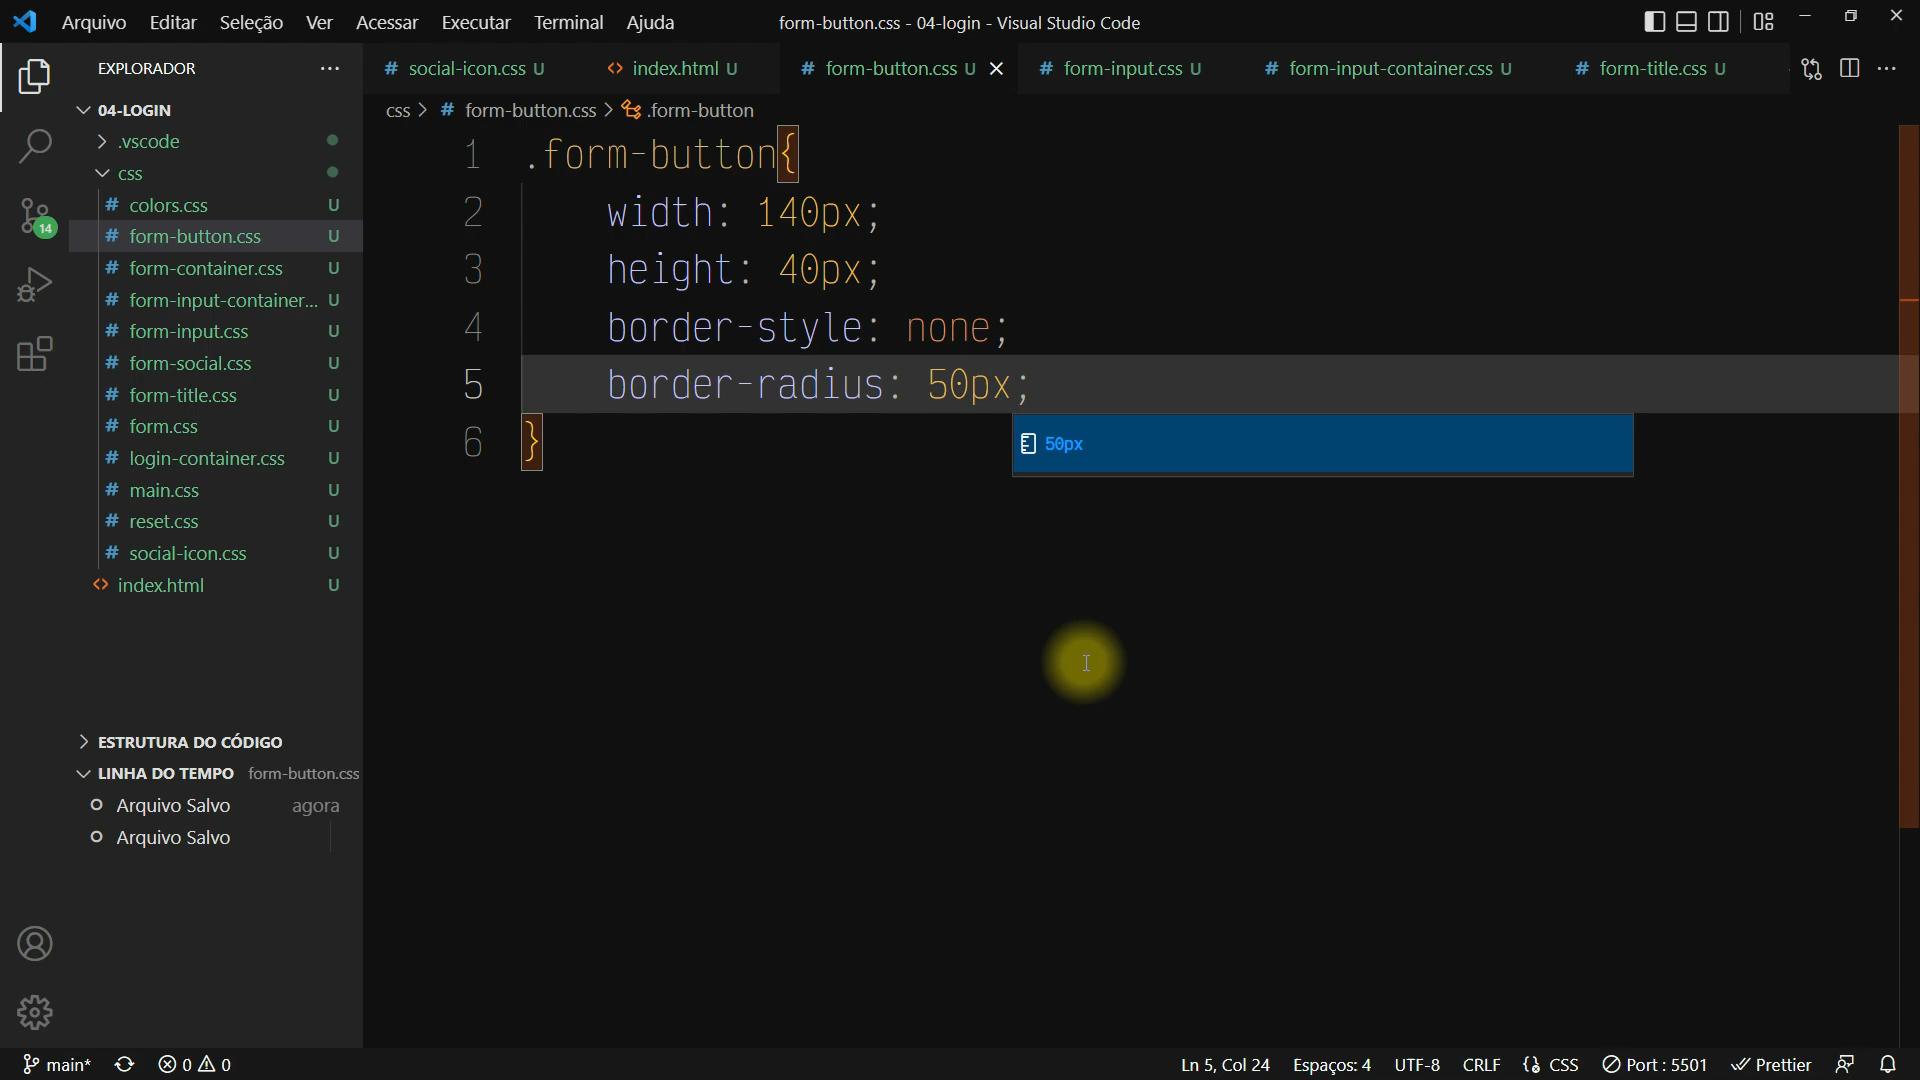 Arquivo Editar Seleção Ver Acessar Executar Terminal Ajuda form-button.css - 04-login - Visual Studio Code
EXPLORADOR
social-icon.css U index.html U form-button.css U form-input.css U form-input-container.css U form-title.css U
04-LOGIN
css > # form-button.css > .form-button
.vscode
css
# colors.css U
# form-button.css U
# form-container.css U
# form-input-container... U
# form-input.css U
# form-social.css U
# form-title.css U
# form.css U
# login-container.css U
# main.css U
# reset.css U
# social-icon.css U
<> index.html U
14
1 .form-button{
2 width: 140px;
3 height: 40px;
4 border-style: none;
5 border-radius: 50px;
6 }
50px
ESTRUTURA DO CÓDIGO
LINHA DO TEMPO form-button.css
Arquivo Salvo agora
Arquivo Salvo
main* 0 0 Ln 5, Col 24 Espaços: 4 UTF-8 CRLF CSS Port : 5501 Prettier